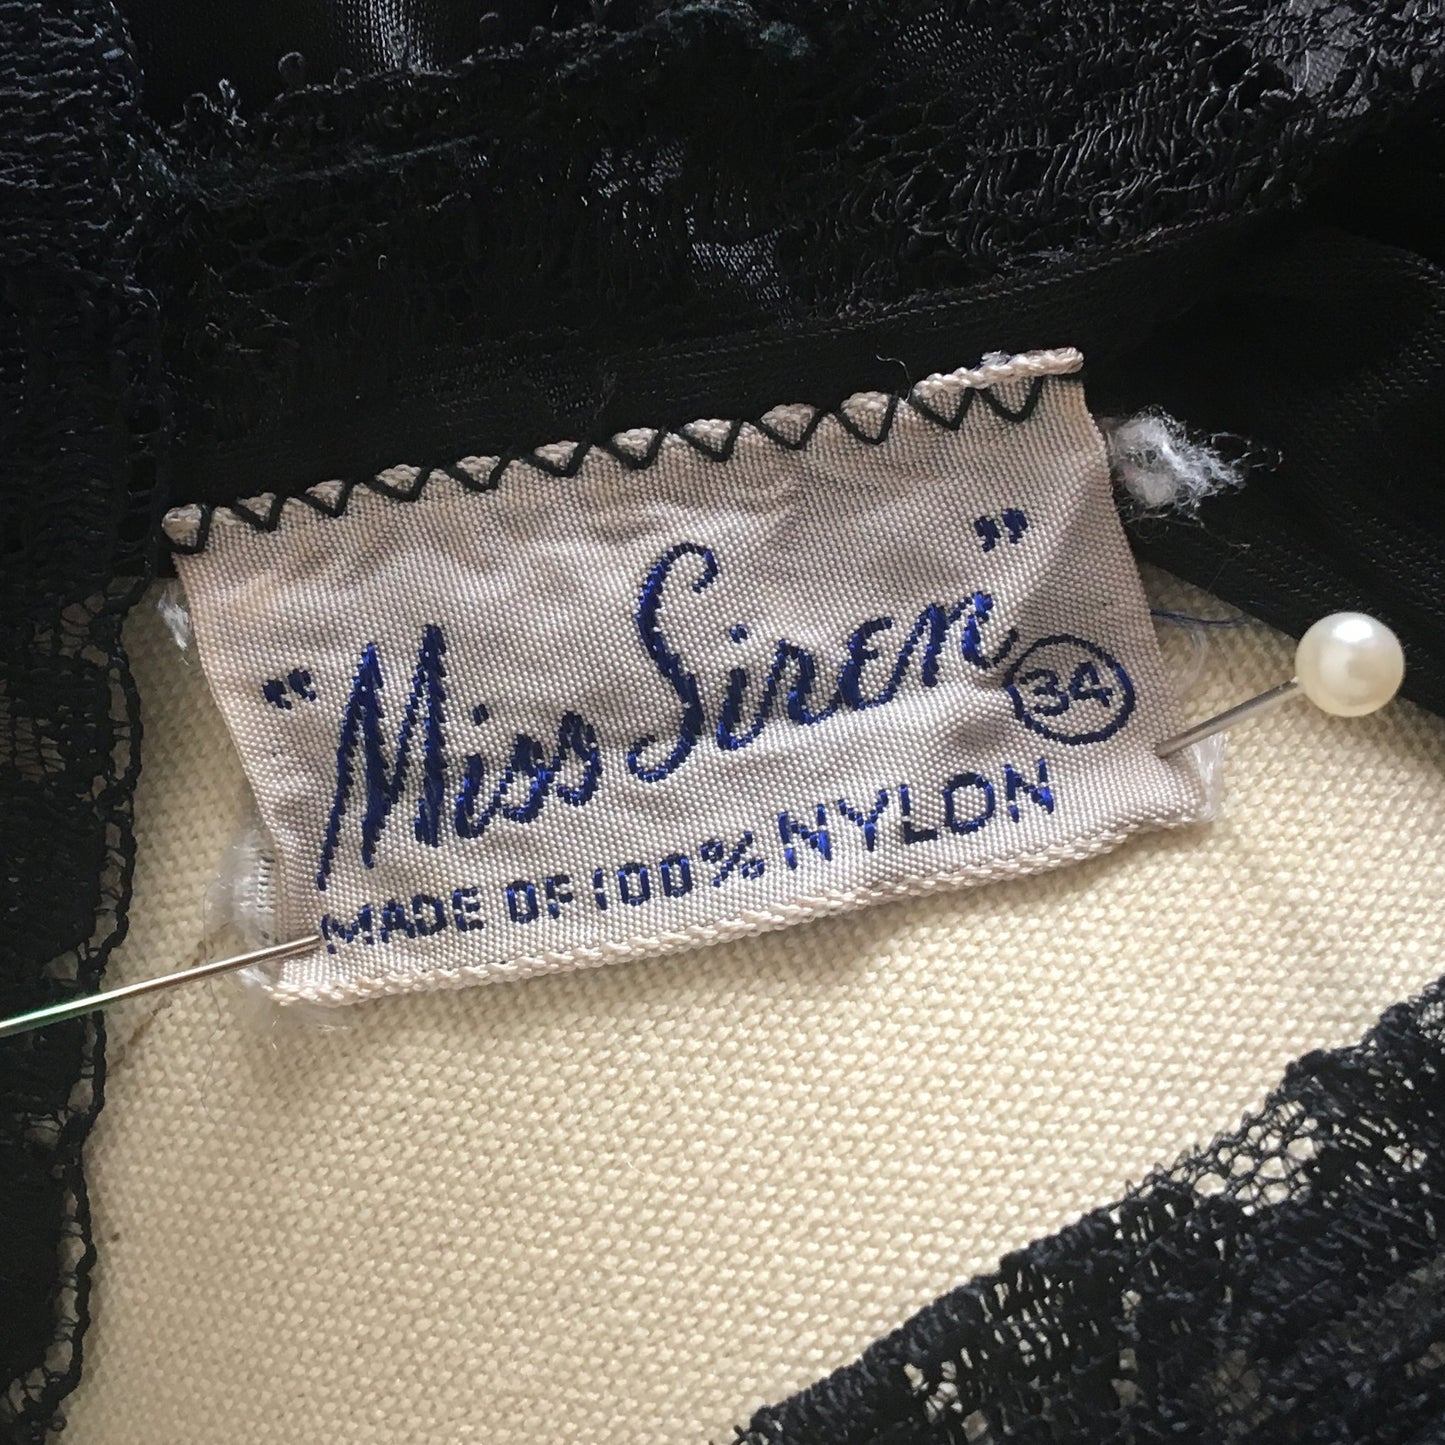 "Miss Siren"
34
MADE OF 100% NYLON